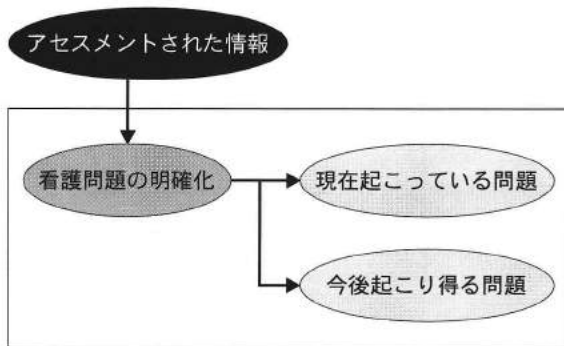 アセスメントされた情報
看護問題の明確化
現在起こっている問題
今後起こり得る問題